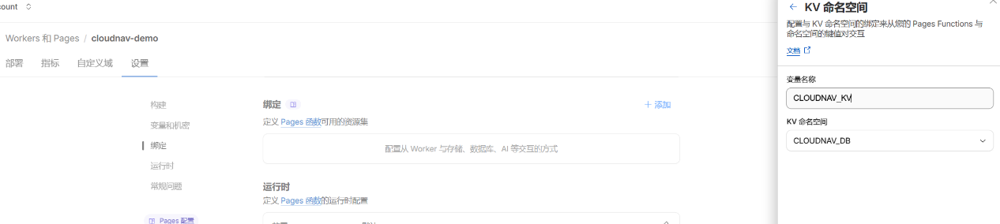 count
Workers 和 Pages / cloudnav-demo
部署 指标 自定义域 设置
构建
变量和机密
绑定
运行时
常规问题
Pages 配置
绑定
添加
定义 Pages 函数可用的资源集
配置从 Worker 与存储、数据库、AI 等交互的方式
运行时
定义 Pages 函数的运行时配置
KV 命名空间
配置与 KV 命名空间的绑定来从您的 Pages Functions 与
命名空间的键值对交互
文档
变量名称
CLOUDNAV_KV
KV 命名空间
CLOUDNAV_DB